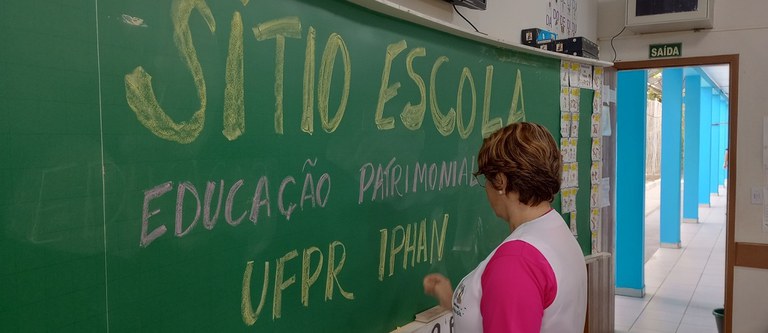 SÍTIO ESCOLA
EDUCAÇÃO PATRIMONIAL
UFPR IPHAN
SAÍDA